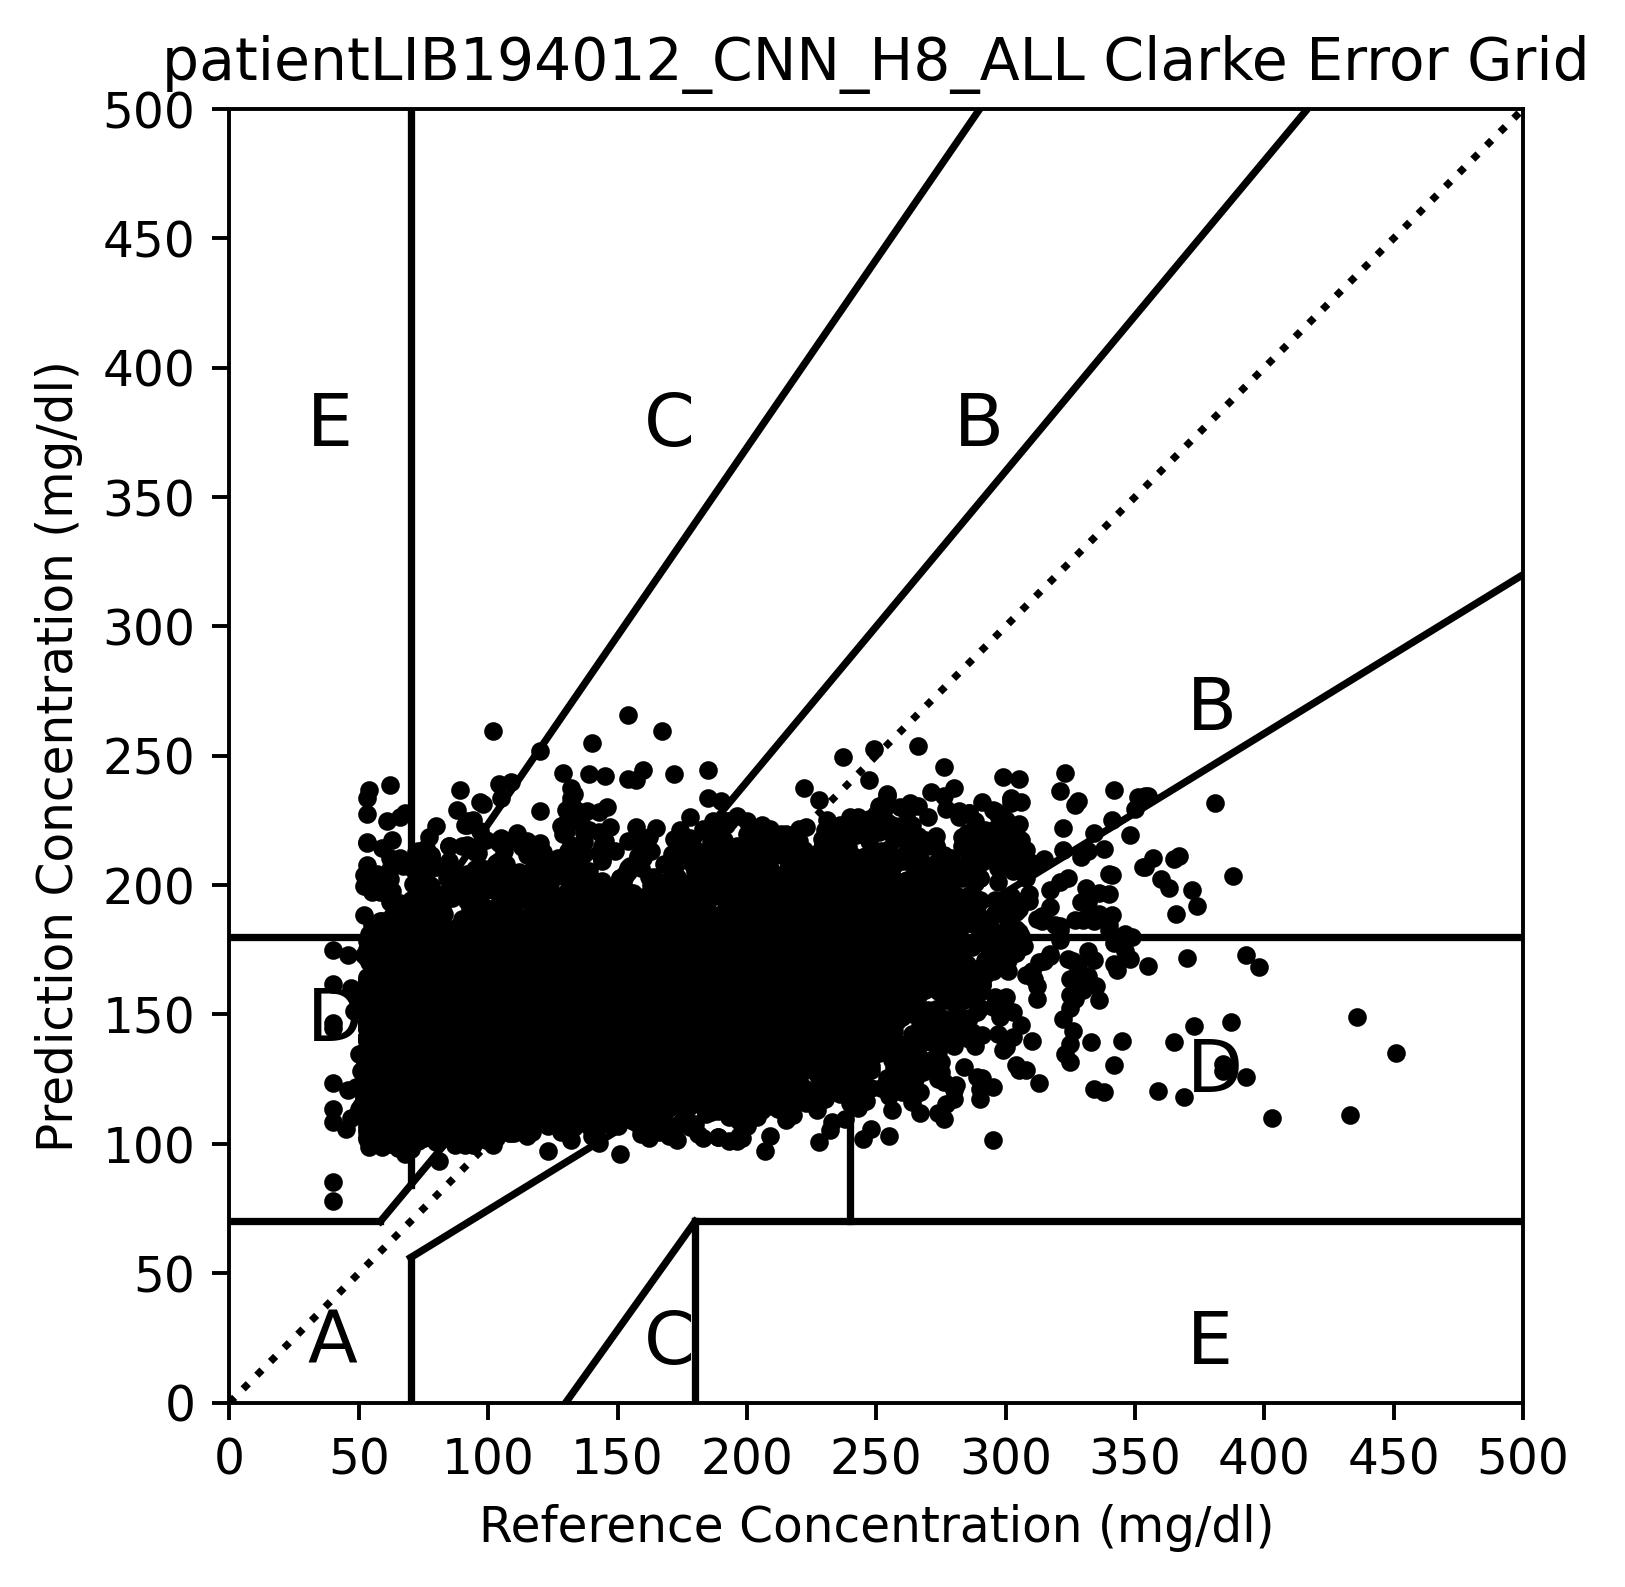 patientLIB194012_CNN_H8_ALL Clarke Error Grid
Prediction Concentration (mg/dl)
500
450
400
350
300
250
200
150
100
50
0
E
C
B
B
D
D
A
C
E
0
50
100
150
200
250
300
350
400
450
500
Reference Concentration (mg/dl)